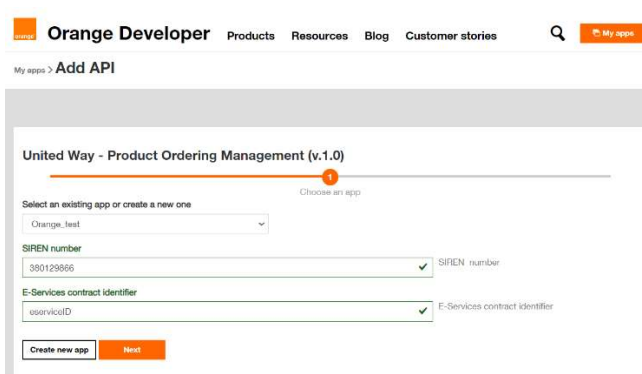 orange
Orange Developer Products Resources Blog Customer stories My apps
My apps > Add API
United Way - Product Ordering Management (v.1.0)
1
Choose an app
Select an existing app or create a new one
Orange_test
SIREN number
380129866
SIREN number
E-Services contract identifier
eserviceID
E-Services contract identifier
Create new app Next